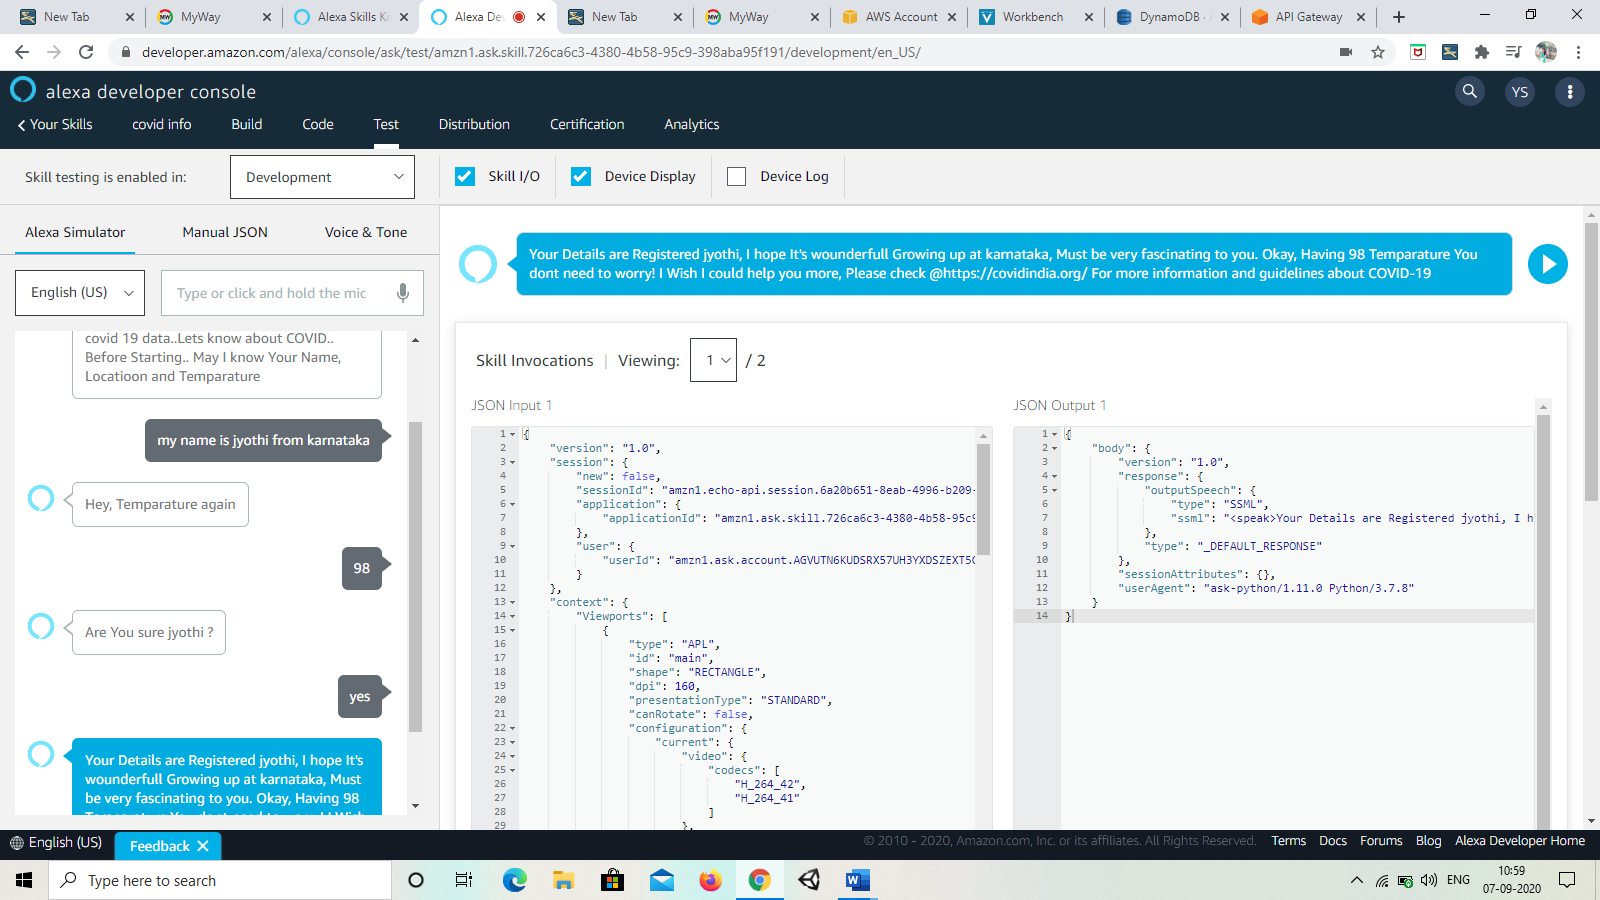 New Tab
MyWay
Alexa Skills Ki
Alexa Dev
New Tab
MyWay
AWS Account
Workbench
DynamoDB
API Gateway
developer.amazon.com/alexa/console/ask/test/amzn1.ask.skill.726ca6c3-4380-4b58-95c9-398aba95f191/development/en_US/
alexa developer console
YS
Your Skills
covid info
Build
Code
Test
Distribution
Certification
Analytics
Skill testing is enabled in:
Development
Skill I/O
Device Display
Device Log
Alexa Simulator
Manual JSON
Voice & Tone
English (US)
Type or click and hold the mic
covid 19 data..Lets know about COVID..
Before Starting.. May I know Your Name,
Locatioon and Temparature
my name is jyothi from karnataka
Hey, Temparature again
98
Are You sure jyothi ?
yes
Your Details are Registered jyothi, I hope It's
wounderfull Growing up at karnataka, Must
be very fascinating to you. Okay, Having 98
Temparature You dont need to worry! I Wish
Your Details are Registered jyothi, I hope It's wounderfull Growing up at karnataka, Must be very fascinating to you. Okay, Having 98 Temparature You
dont need to worry! I Wish I could help you more, Please check @https://covidindia.org/ For more information and guidelines about COVID-19
Skill Invocations | Viewing: 1 / 2
JSON Input 1
1 {
2 "version": "1.0",
3 "session": {
4 "new": false,
5 "sessionId": "amzn1.echo-api.session.6a20b651-8eab-4996-b209-
6 "application": {
7 "applicationId": "amzn1.ask.skill.726ca6c3-4380-4b58-95c9
8 },
9 "user": {
10 "userId": "amzn1.ask.account.AGVUTN6KUDSRX57UH3YXDSZEXT5C
11 }
12 },
13 "context": {
14 "Viewports": [
15 {
16 "type": "APL",
17 "id": "main",
18 "shape": "RECTANGLE",
19 "dpi": 160,
20 "presentationType": "STANDARD",
21 "canRotate": false,
22 "configuration": {
23 "current": {
24 "video": {
25 "codecs": [
26 "H_264_42",
27 "H_264_41"
28 ]
29 },
JSON Output 1
1 {
2 "body": {
3 "version": "1.0",
4 "response": {
5 "outputSpeech": {
6 "type": "SSML",
7 "ssml": "<speak>Your Details are Registered jyothi, I h
8 },
9 "type": "_DEFAULT_RESPONSE"
10 },
11 "sessionAttributes": {},
12 "userAgent": "ask-python/1.11.0 Python/3.7.8"
13 }
14 }
English (US)
Feedback
© 2010 - 2020, Amazon.com, Inc. or its affiliates. All Rights Reserved.
Terms
Docs
Forums
Blog
Alexa Developer Home
Type here to search
ENG
10:59
07-09-2020